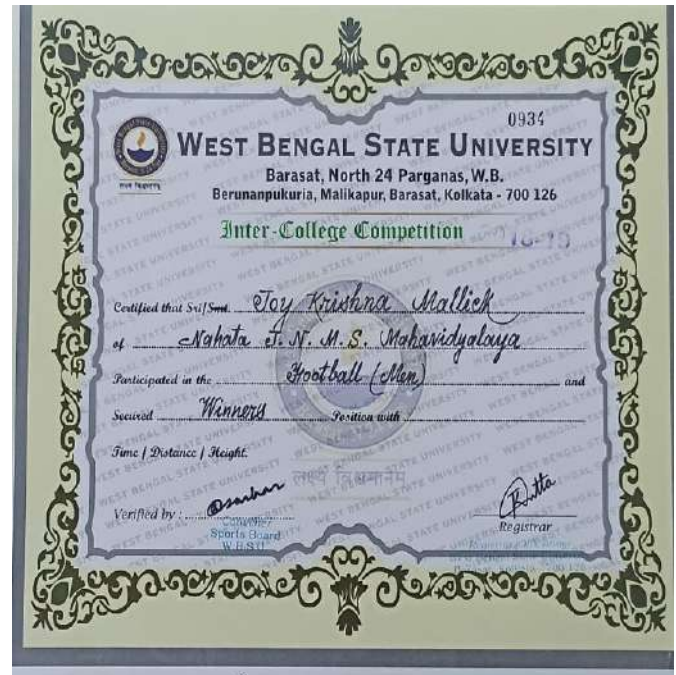 0934
WEST BENGAL STATE UNIVERSITY
Barasat, North 24 Parganas, W.B.
Berunanpukuria, Malikapur, Barasat, Kolkata - 700 126
Inter-College Competition
Certified that Sri/Smt. Joy Krishna Mallick
of Nahata J. N. M. S. Mahavidyalaya
Participated in the Football (Men) and
Secured Winners Position with
Time / Distance / Height.
Verified by :
Convener
Sports Board
W.B.S.U.
Registrar